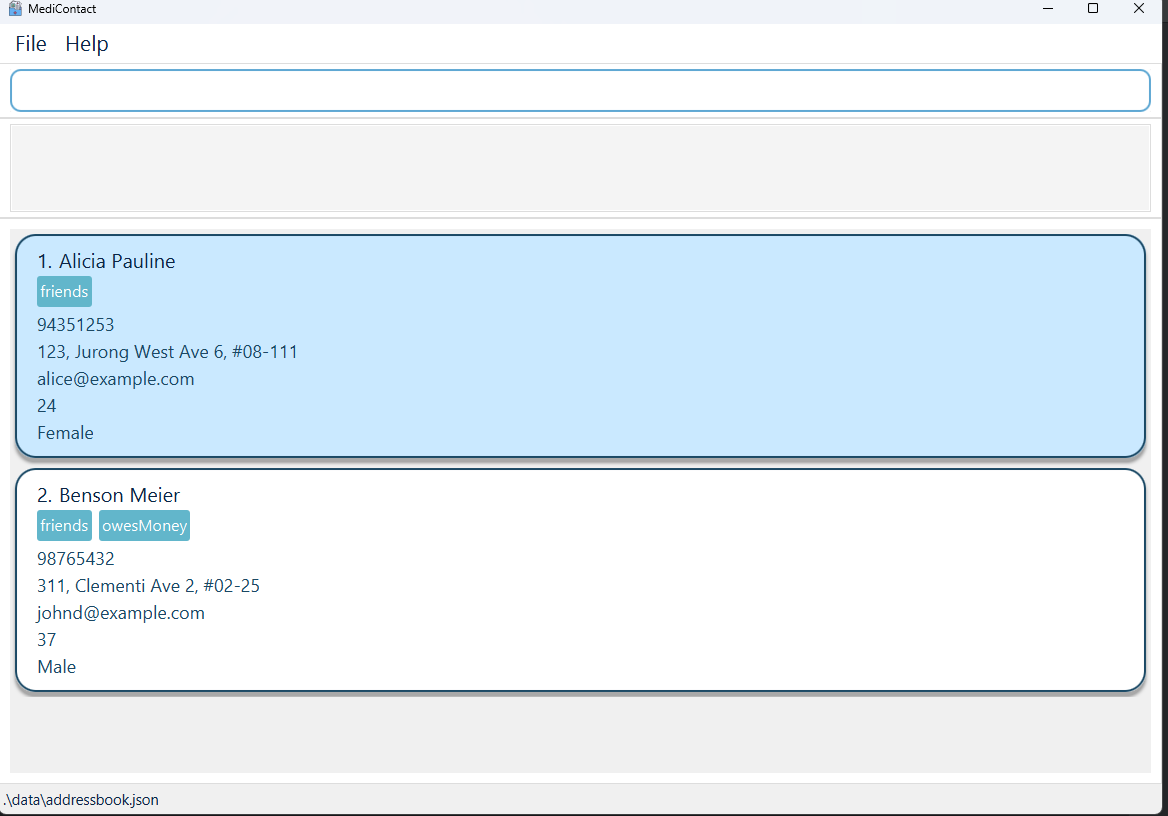 MediContact
File Help
1. Alicia Pauline
friends
94351253
123, Jurong West Ave 6, #08-111
alice@example.com
24
Female
2. Benson Meier
friends owesMoney
98765432
311, Clementi Ave 2, #02-25
johnd@example.com
37
Male
.\data\addressbook.json